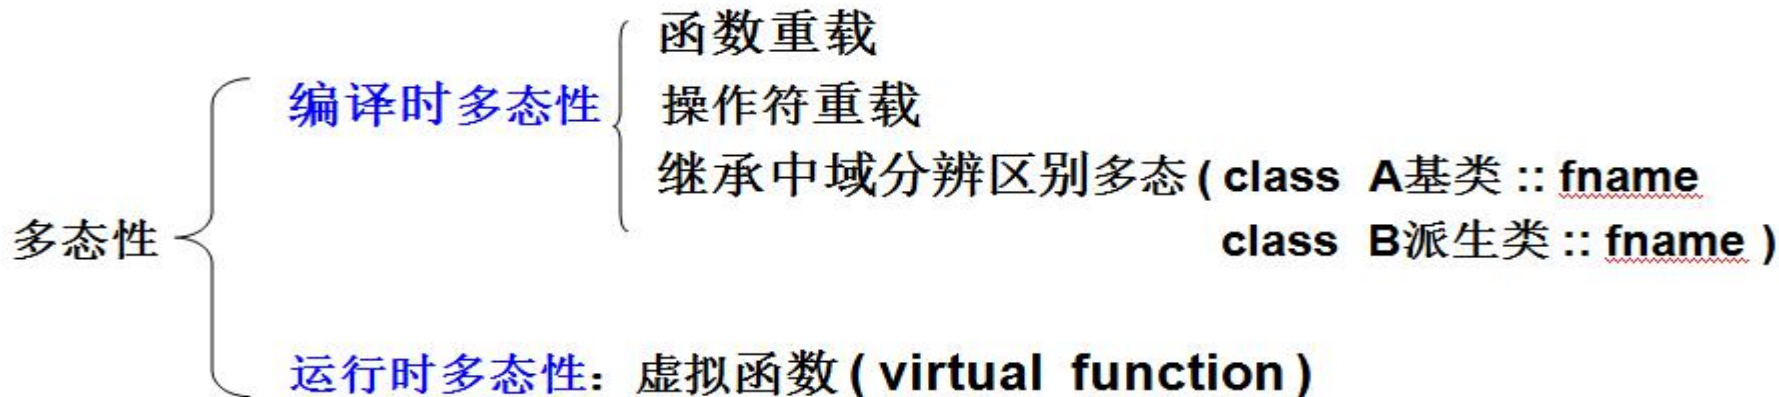 函数重载
编译时多态性
操作符重载
继承中域分辨区别多态 ( class A基类 :: fname
多态性
class B派生类 :: fname )
运行时多态性：虚拟函数 ( virtual function )